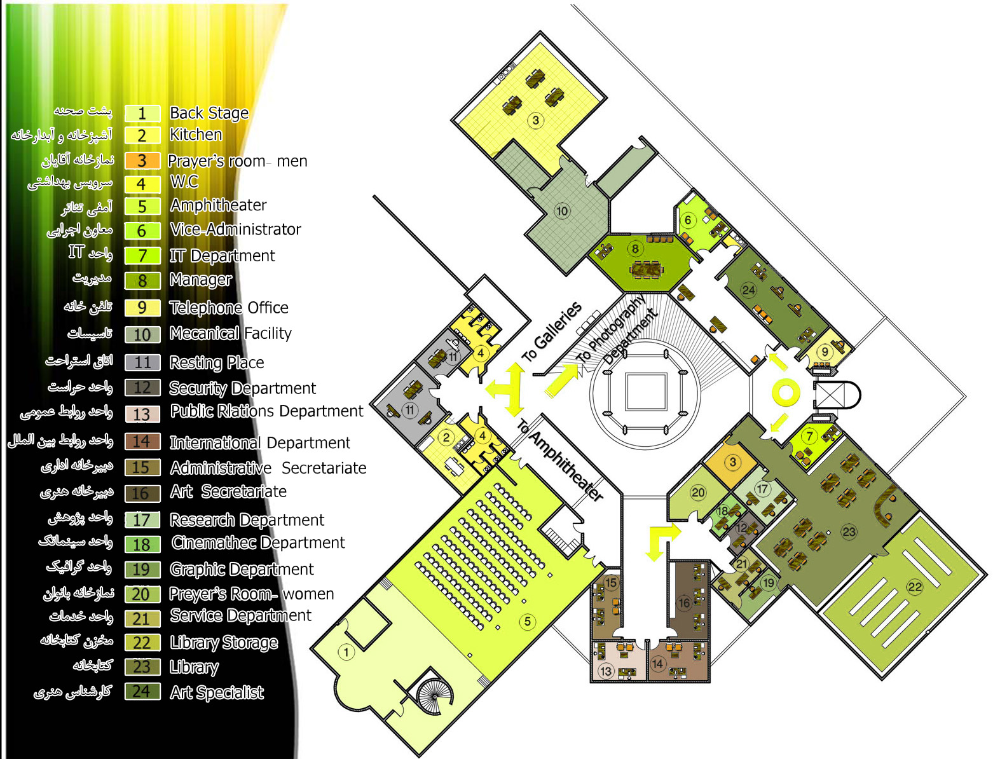 پشت صحنه 1 Back Stage
آشپزخانه و آبدارخانه 2 Kitchen
نمازخانه آقایان 3 Prayer's room- men
سرویس بهداشتی 4 W.C
آمفی تئاتر 5 Amphitheater
معاون اجرایی 6 Vice-Administrator
واحد IT 7 IT Department
مدیریت 8 Manager
تلفن خانه 9 Telephone Office
تاسیسات 10 Mecanical Facility
اتاق استراحت 11 Resting Place
واحد حراست 12 Security Department
واحد روابط عمومی 13 Public Rlations Department
واحد روابط بین الملل 14 International Department
دبیرخانه اداری 15 Administrative Secretariate
دبیرخانه هنری 16 Art Secretariate
واحد پژوهش 17 Research Department
واحد سینماتک 18 Cinemathec Department
واحد گرافیک 19 Graphic Department
نمازخانه بانوان 20 Preyer's Room- women
واحد خدمات 21 Service Department
مخزن کتابخانه 22 Library Storage
کتابخانه 23 Library
کارشناس هنری 24 Art Specialist
3
10
6
8
24
9
To Galleries
To Photography
Department
4
11
11
2
4
To Amphitheater
7
3
20
17
18
12
23
21
19
22
15
16
5
1
13
14